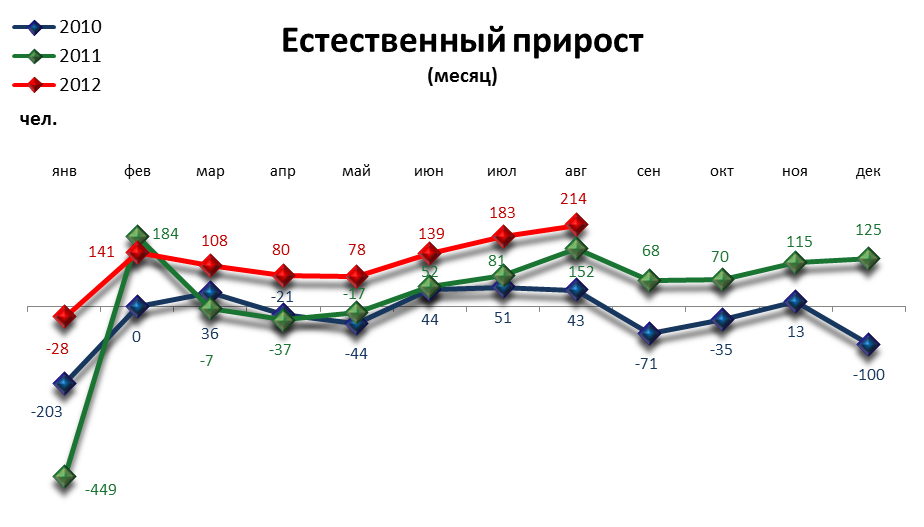 2010
2011
2012
Естественный прирост
(месяц)
чел.
янв фев мар апр май июн июл авг сен окт ноя дек
214
183
141 184 108 80 78 139 68 70 115 125
52 81 152
-21 -17
-28 0 36 -37 -44 44 51 43 -71 -35 13 -100
-7
-203
-449